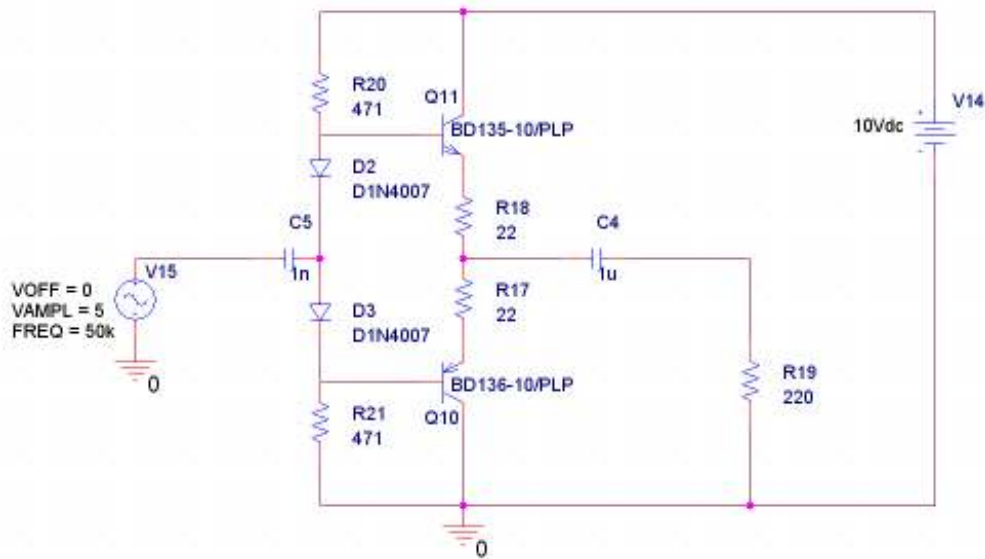 R20
471
Q11
BD135-10/PLP
V14
10Vdc
+
-
D2
D1N4007
R18
22
C5
1n
C4
1u
V15
VOFF = 0
VAMPL = 5
FREQ = 50k
0
R17
22
D3
D1N4007
BD136-10/PLP
Q10
R19
220
R21
471
0